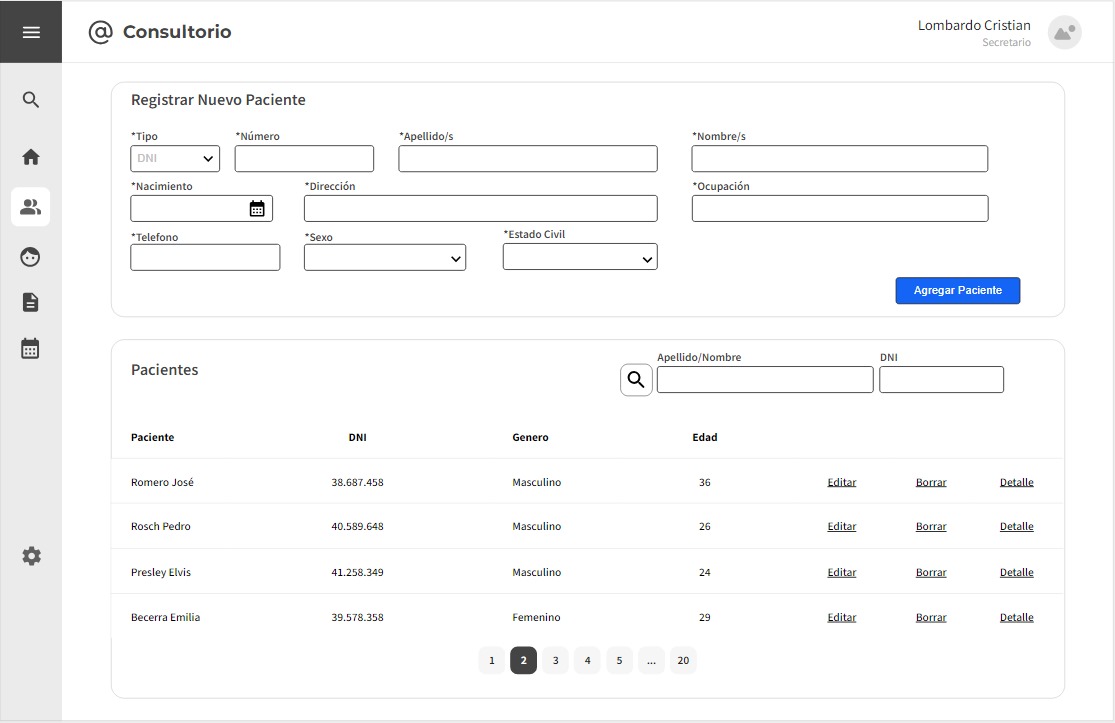 @ Consultorio
Lombardo Cristian
Secretario
Registrar Nuevo Paciente
*Tipo *Número *Apellido/s *Nombre/s
DNI
*Nacimiento *Dirección *Ocupación
*Telefono *Sexo *Estado Civil
Agregar Paciente
Pacientes
Apellido/Nombre DNI
Paciente DNI Genero Edad
Romero José 38.687.458 Masculino 36 Editar Borrar Detalle
Rosch Pedro 40.589.648 Masculino 26 Editar Borrar Detalle
Presley Elvis 41.258.349 Masculino 24 Editar Borrar Detalle
Becerra Emilia 39.578.358 Femenino 29 Editar Borrar Detalle
1 2 3 4 5 ... 20